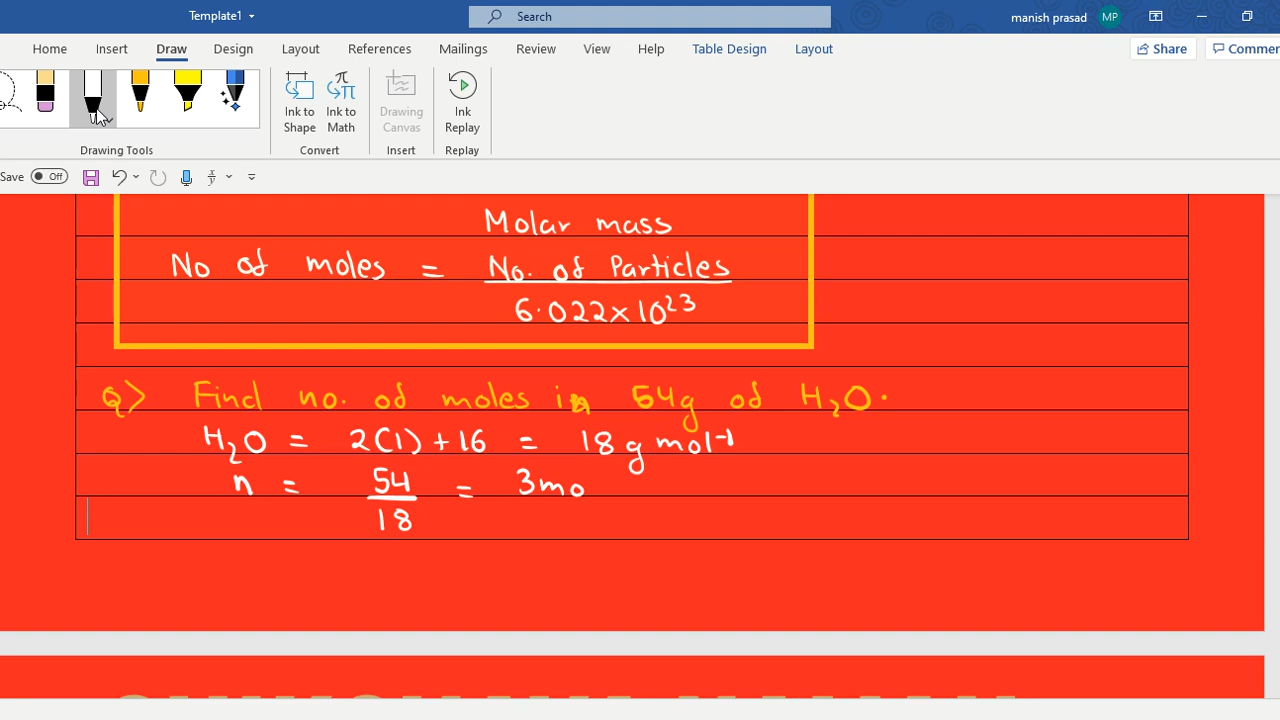 Template1
Search
manish prasad MP
Home Insert Draw Design Layout References Mailings Review View Help Table Design Layout Share
Ink to Shape
Ink to Math
Drawing Canvas
Ink Replay
Drawing Tools Convert Insert Replay
Save Off
Molar mass
No of moles = No. of Particles
6.022x10²³
Q> Find no. of moles in 54g of H₂O.
H₂O = 2(1) + 16 = 18 g mol⁻¹
n = 54 = 3mo
18